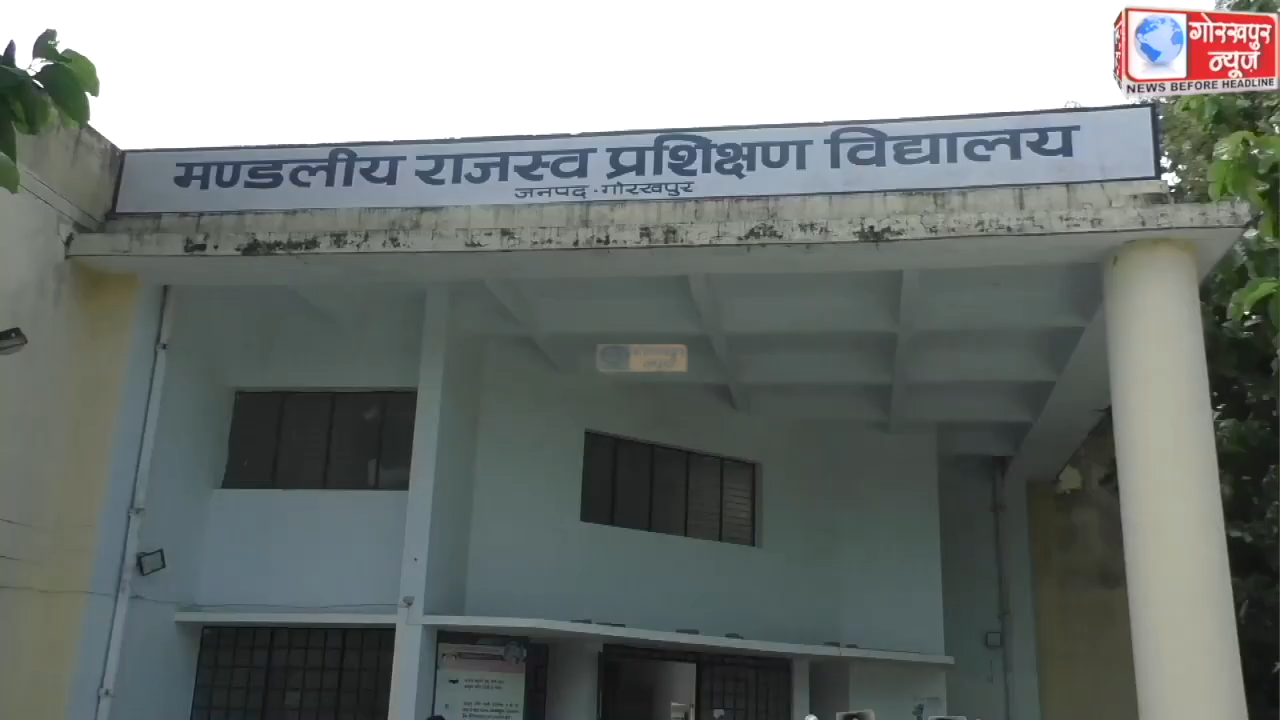 गोरखपुर
न्यूज़
NEWS BEFORE HEADLINE
मण्डलीय राजस्व प्रशिक्षण विद्यालय
जनपद - गोरखपुर